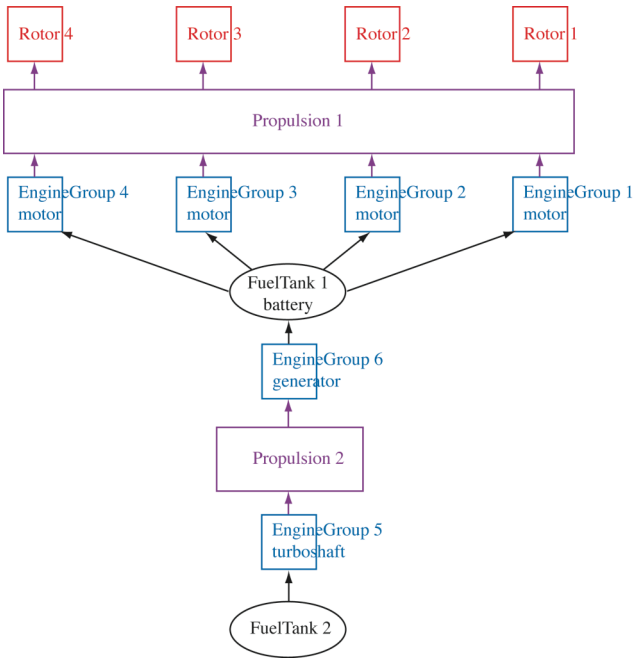 Rotor 4
Rotor 3
Rotor 2
Rotor 1
Propulsion 1
EngineGroup 4
motor
EngineGroup 3
motor
EngineGroup 2
motor
EngineGroup 1
motor
FuelTank 1
battery
EngineGroup 6
generator
Propulsion 2
EngineGroup 5
turboshaft
FuelTank 2